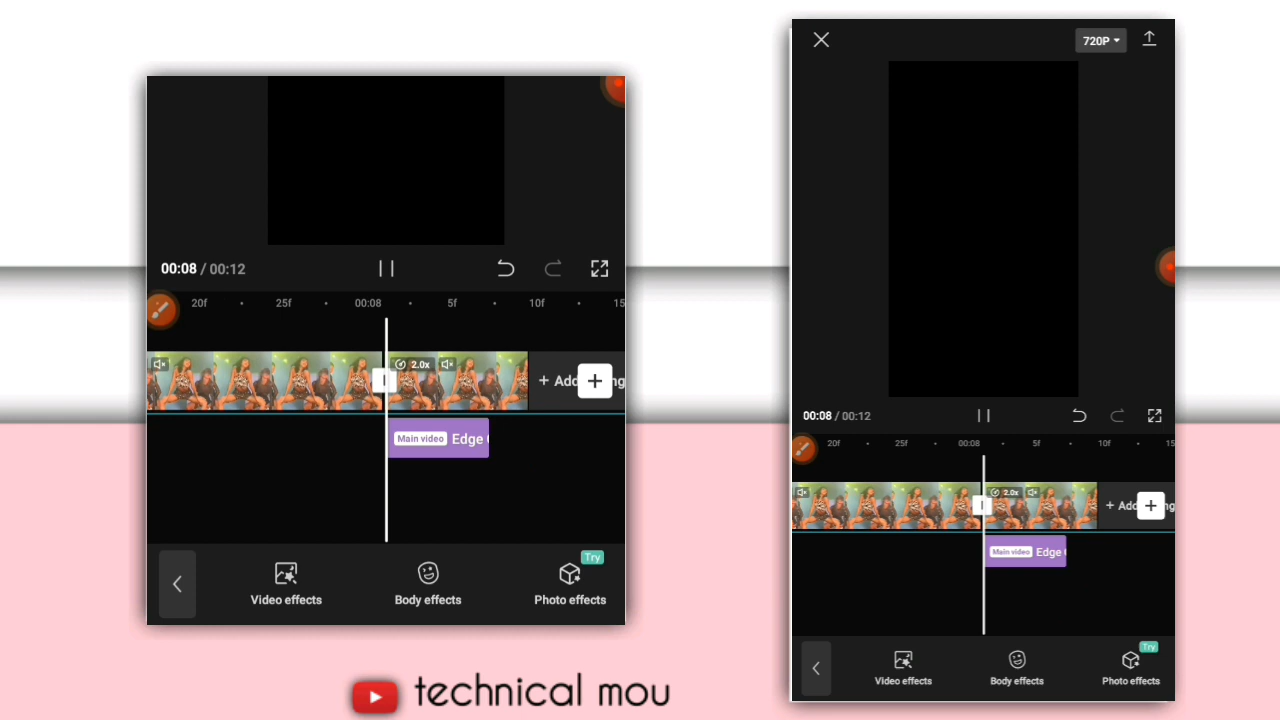 00:08 / 00:12
20f
25f
00:08
5f
10f
15
2.0x
+ Add
ng
Main video
Edge
Try
Video effects
Body effects
Photo effects
720P
00:08 / 00:12
20f
25f
00:08
5f
10f
15
2.0x
+ Add
ng
Main video
Edge
Try
Video effects
Body effects
Photo effects
technical mou